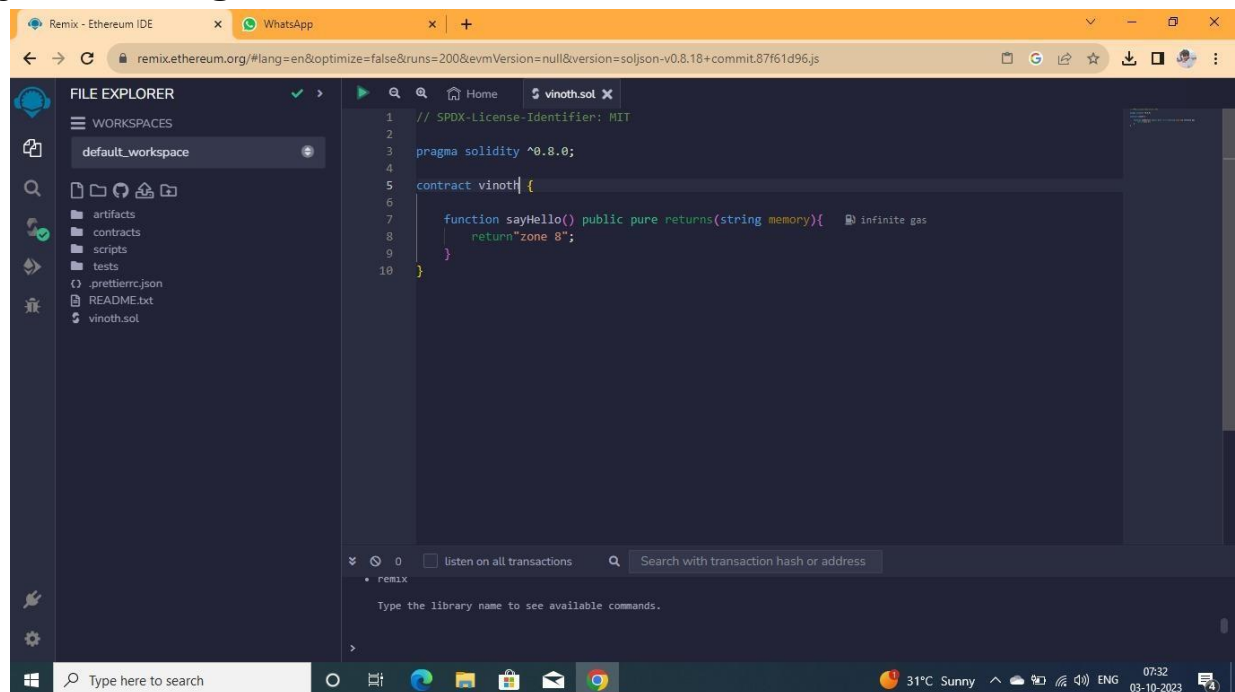 Remix - Ethereum IDE
WhatsApp
remix.ethereum.org/#lang=en&optimize=false&runs=200&evmVersion=null&version=soljson-v0.8.18+commit.87f61d96.js
FILE EXPLORER
WORKSPACES
default_workspace
artifacts
contracts
scripts
tests
.prettierrc.json
README.txt
vinoth.sol
Home
vinoth.sol
1 // SPDX-License-Identifier: MIT
2
3 pragma solidity ^0.8.0;
4
5 contract vinoth {
6
7 function sayHello() public pure returns(string memory){ infinite gas
8 return"zone 8";
9 }
10 }
0 listen on all transactions Search with transaction hash or address
remix
Type the library name to see available commands.
>
Type here to search
31°C Sunny
ENG
07:32
03-10-2023
4